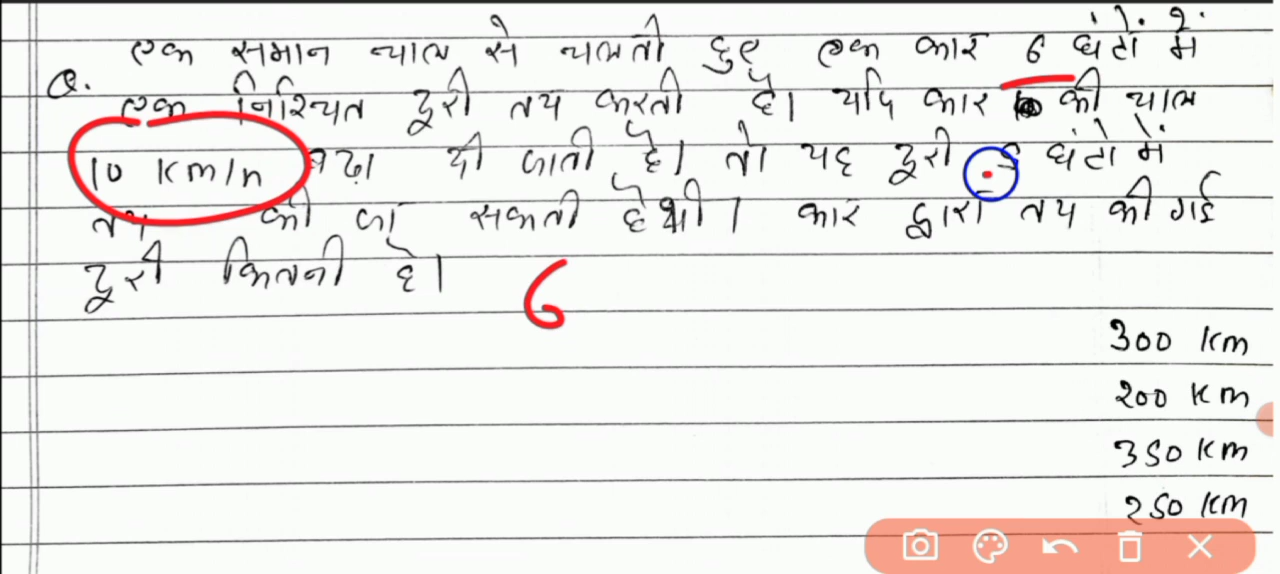 एक समान चाल से चलती हुए एक कार 6 घंटों में
Q. एक निश्चित दूरी तय करती है। यदि कार की चाल
10 km/h बढ़ा दी जाती है। तो यह दूरी 5 घंटो में
तय की जा सकती है थी। कार द्वारा तय की गई
दूरी कितनी है।
6
300 km
200 km
350 km
250 km